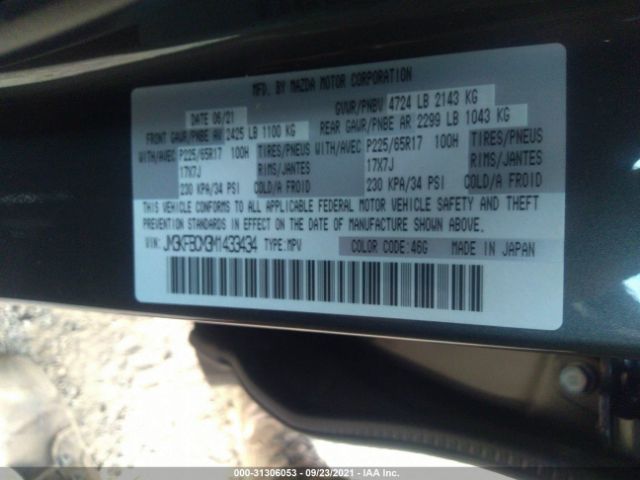 MFD. BY MAZDA MOTOR CORPORATION
DATE 06/21 GVWR/PNBV 4724 LB 2143 KG
FRONT GAWR/PNBE AV 2425 LB 1100 KG REAR GAWR/PNBE AR 2299 LB 1043 KG
WITH/AVEC P225/65R17 100H TIRES/PNEUS WITH/AVEC P225/65R17 100H TIRES/PNEUS
17X7J RIMS/JANTES 17X7J RIMS/JANTES
230 KPA/34 PSI COLD/A FROID 230 KPA/34 PSI COLD/A FROID
THIS VEHICLE CONFORMS TO ALL APPLICABLE FEDERAL MOTOR VEHICLE SAFETY AND THEFT
PREVENTION STANDARDS IN EFFECT ON THE DATE OF MANUFACTURE SHOWN ABOVE.
VIN: JM3KFBCM3M1433434 TYPE:MPV COLOR CODE:46G MADE IN JAPAN
000-31306053 - 09/23/2021 - IAA Inc.